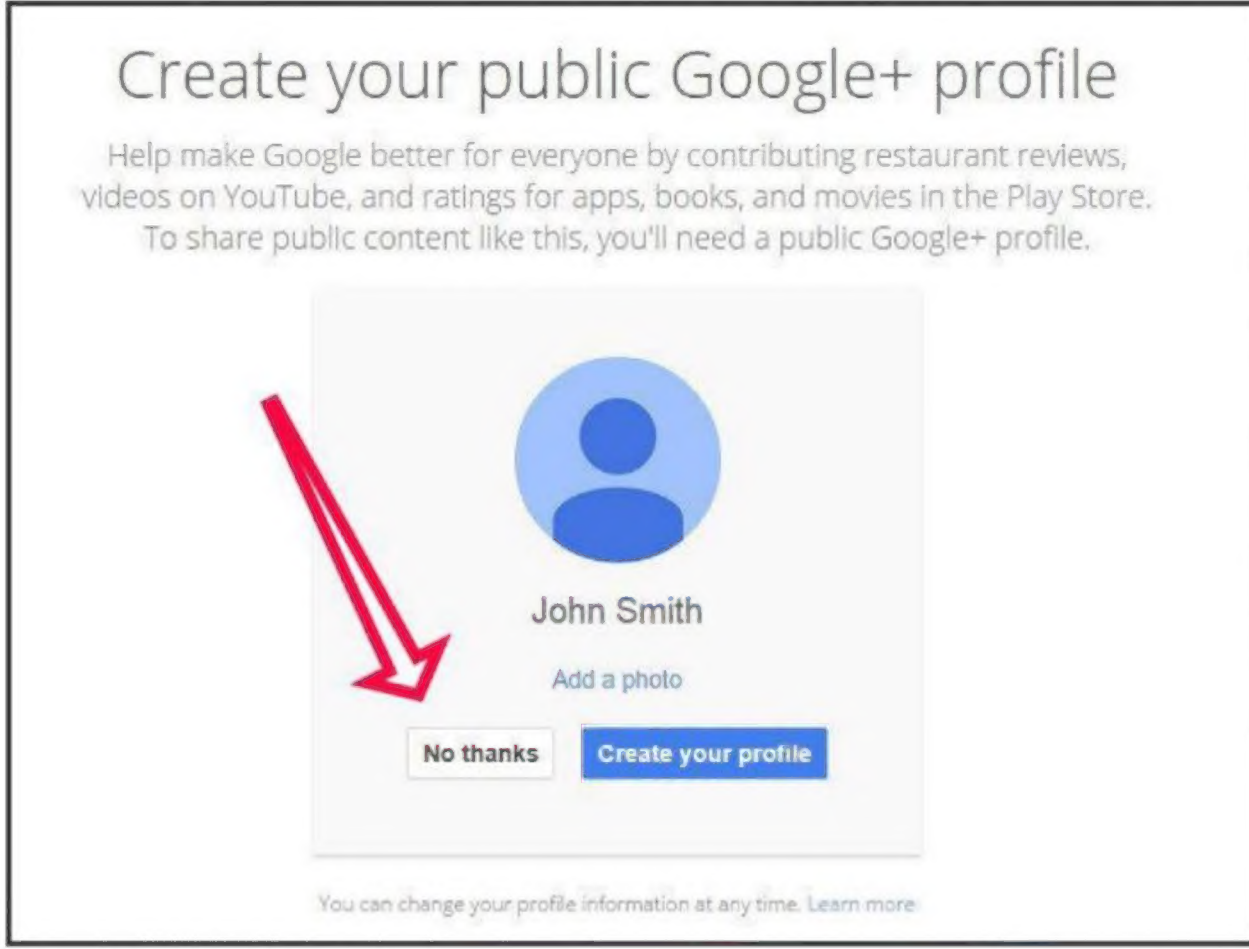 Create your public Google+ profile
Help make Google better for everyone by contributing restaurant reviews,
videos on YouTube, and ratings for apps, books, and movies in the Play Store.
To share public content like this, you'll need a public Google+ profile.
John Smith
Add a photo
No thanks
Create your profile
You can change your profile information at any time. Learn more